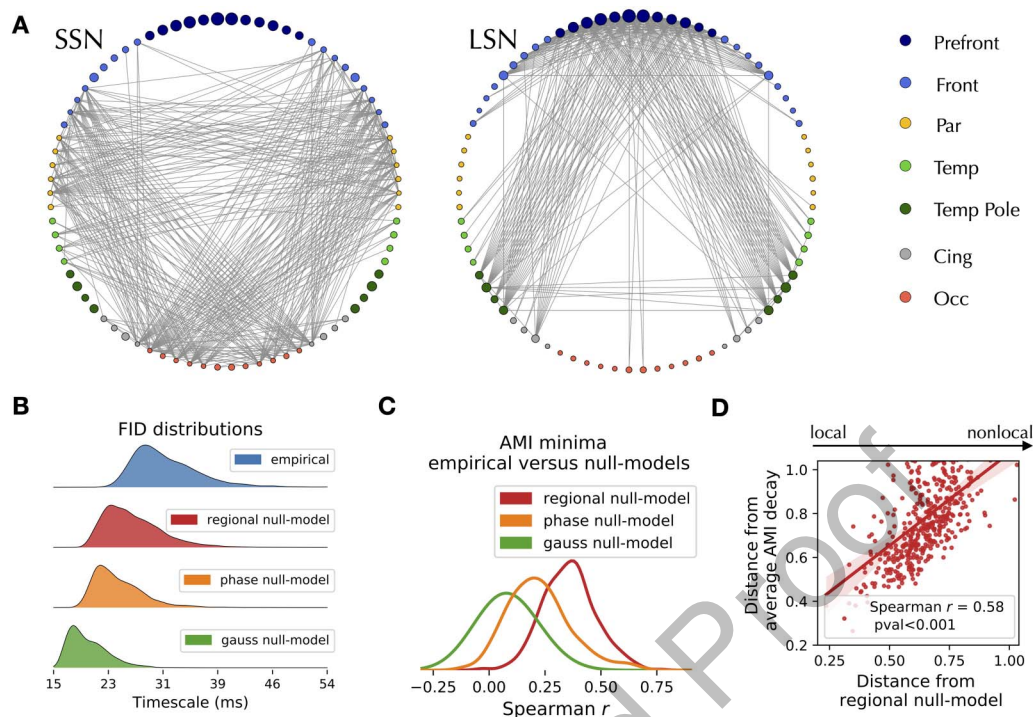 A
SSN
LSN
Prefront
Front
Par
Temp
Temp Pole
Cing
Occ
B
FID distributions
empirical
regional null-model
phase null-model
gauss null-model
15 23 31 39 46 54
Timescale (ms)
C
AMI minima
empirical versus null-models
regional null-model
phase null-model
gauss null-model
−0.25 0.00 0.25 0.50 0.75
Spearman r
D
local nonlocal
Distance from
average AMI decay
1.0
0.8
0.6
0.4
0.2
Spearman r = 0.58
pval<0.001
0.25 0.50 0.75 1.00
Distance from
regional null-model
Proof